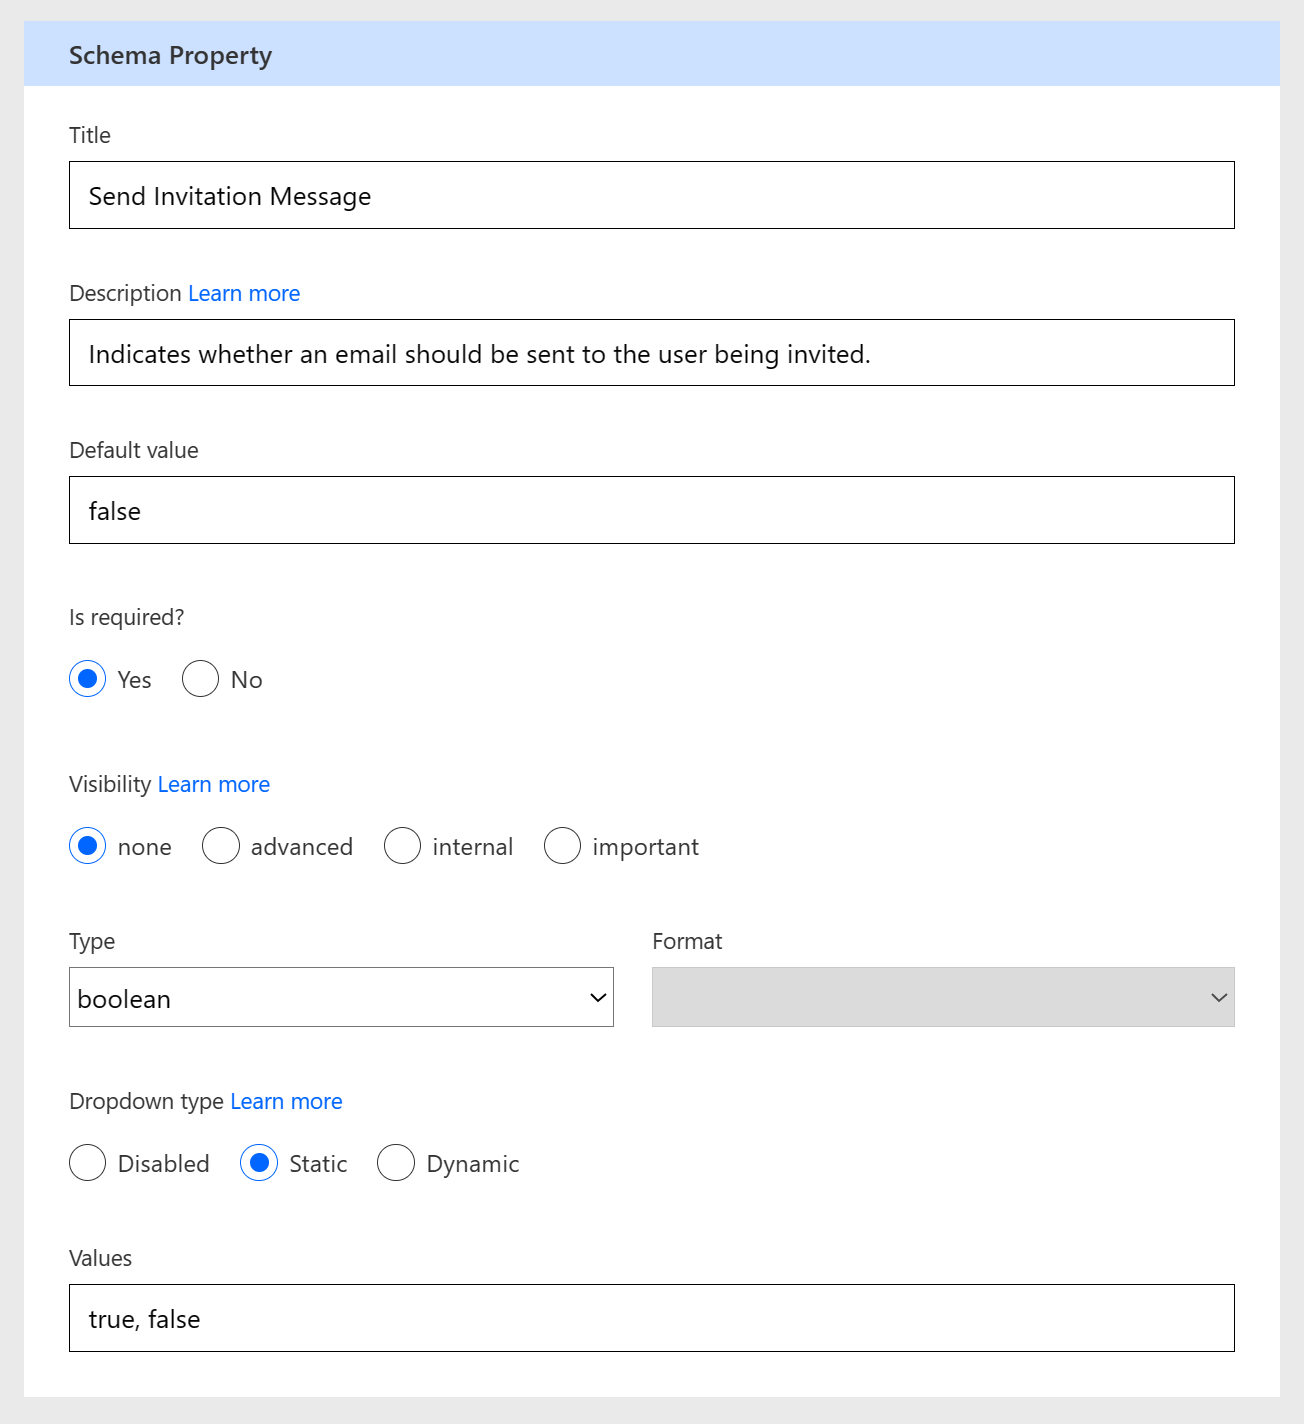 Schema Property
Title
Send Invitation Message
Description Learn more
Indicates whether an email should be sent to the user being invited.
Default value
false
Is required?
Yes No
Visibility Learn more
none advanced internal important
Type Format
boolean
Dropdown type Learn more
Disabled Static Dynamic
Values
true, false